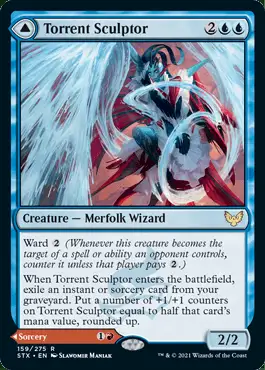 Torrent Sculptor 2
Creature — Merfolk Wizard
Ward 2 (Whenever this creature becomes the
target of a spell or ability an opponent controls,
counter it unless that player pays 2.)
When Torrent Sculptor enters the battlefield,
exile an instant or sorcery card from your
graveyard. Put a number of +1/+1 counters
on Torrent Sculptor equal to half that card's
mana value, rounded up.
Sorcery 1
2/2
159/275 R
STX • EN SLAWOMIR MANIAK
™ & © 2021 Wizards of the Coast